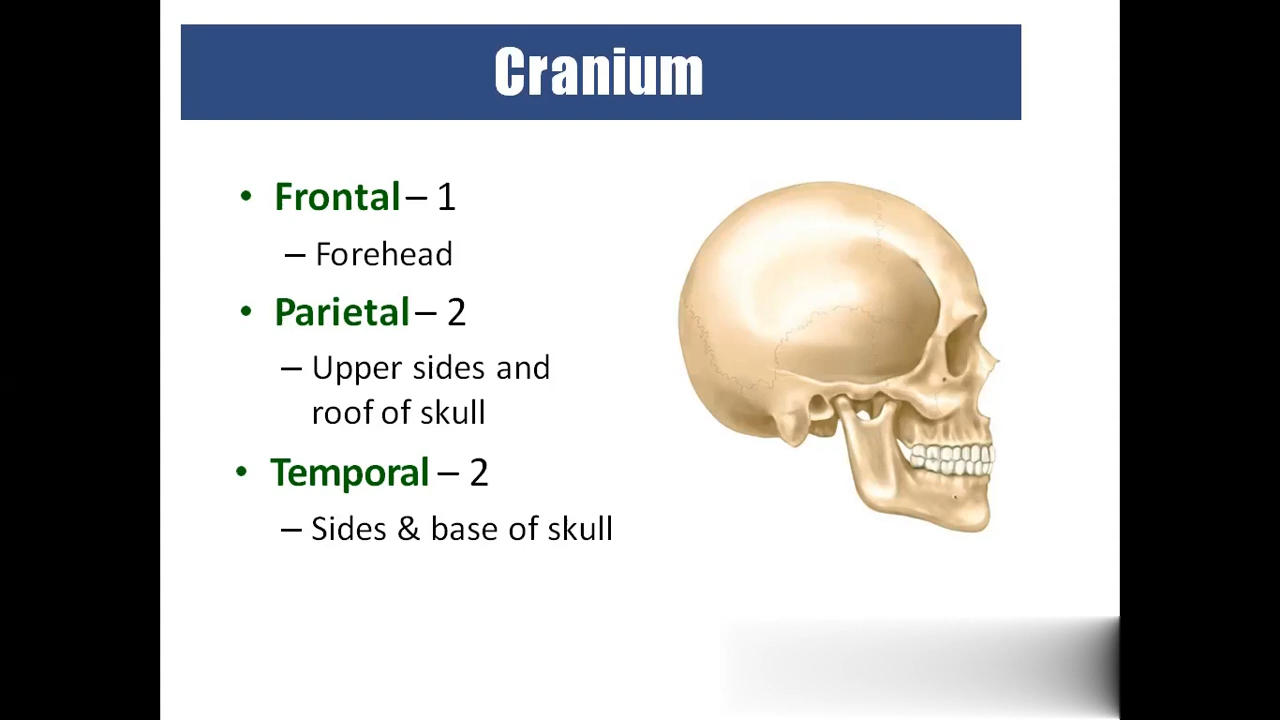 Cranium
• Frontal – 1
– Forehead
• Parietal – 2
– Upper sides and
roof of skull
• Temporal – 2
– Sides & base of skull